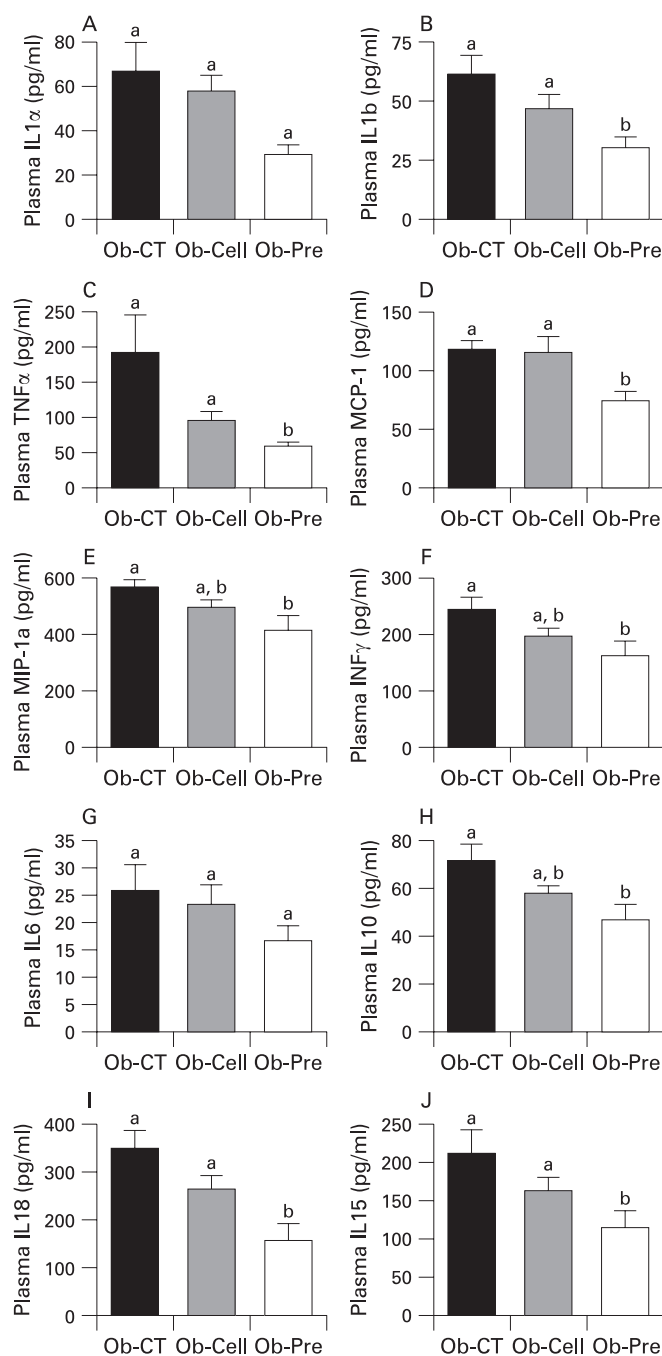 A
Plasma IL1α (pg/ml)
80
60
40
20
0
a
a
a
Ob-CT Ob-Cell Ob-Pre
B
Plasma IL1b (pg/ml)
75
50
25
0
a
a
b
Ob-CT Ob-Cell Ob-Pre
C
Plasma TNFα (pg/ml)
250
200
150
100
50
0
a
a
b
Ob-CT Ob-Cell Ob-Pre
D
Plasma MCP-1 (pg/ml)
150
100
50
0
a
a
b
Ob-CT Ob-Cell Ob-Pre
E
Plasma MIP-1a (pg/ml)
600
400
200
0
a
a, b
b
Ob-CT Ob-Cell Ob-Pre
F
Plasma INFγ (pg/ml)
300
200
100
0
a
a, b
b
Ob-CT Ob-Cell Ob-Pre
G
Plasma IL6 (pg/ml)
35
30
25
20
15
10
5
0
a
a
a
Ob-CT Ob-Cell Ob-Pre
H
Plasma IL10 (pg/ml)
80
60
40
20
0
a
a, b
b
Ob-CT Ob-Cell Ob-Pre
I
Plasma IL18 (pg/ml)
400
300
200
100
0
a
a
b
Ob-CT Ob-Cell Ob-Pre
J
Plasma IL15 (pg/ml)
250
200
150
100
50
0
a
a
b
Ob-CT Ob-Cell Ob-Pre